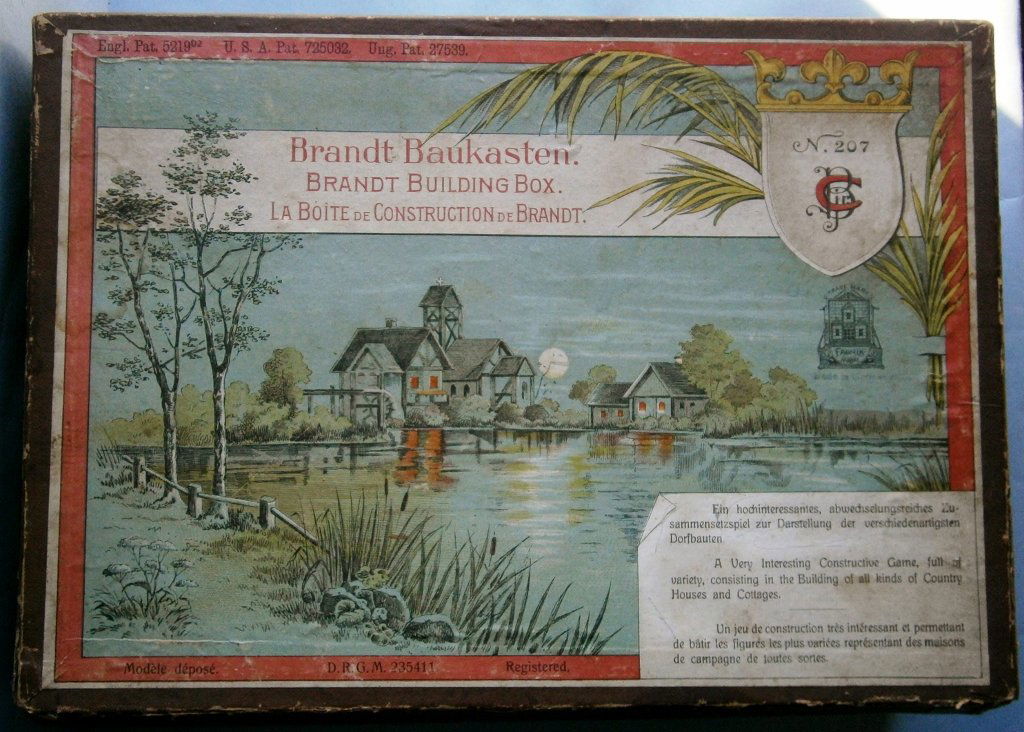 Engl. Pat. 5219⁰² U. S. A. Pat. 725032. Ung. Pat. 27539.
Brandt Baukasten.
BRANDT BUILDING BOX.
LA BOITE DE CONSTRUCTION DE BRANDT.
N. 207
TRADE MARK
Ein hochinteressantes, abwechselungsreiches Zu-
sammensetzspiel zur Darstellung der verschiedenartigsten
Dorfbauten.
A Very Interesting Constructive Game, full of
variety, consisting in the Building of all kinds of Country
Houses and Cottages.
Un jeu de construction très intéressant et permettant
de bâtir les figures les plus variées représentant des maisons
de campagne de toutes sortes.
Modèle déposé. D.R.G.M. 235411 Registered.